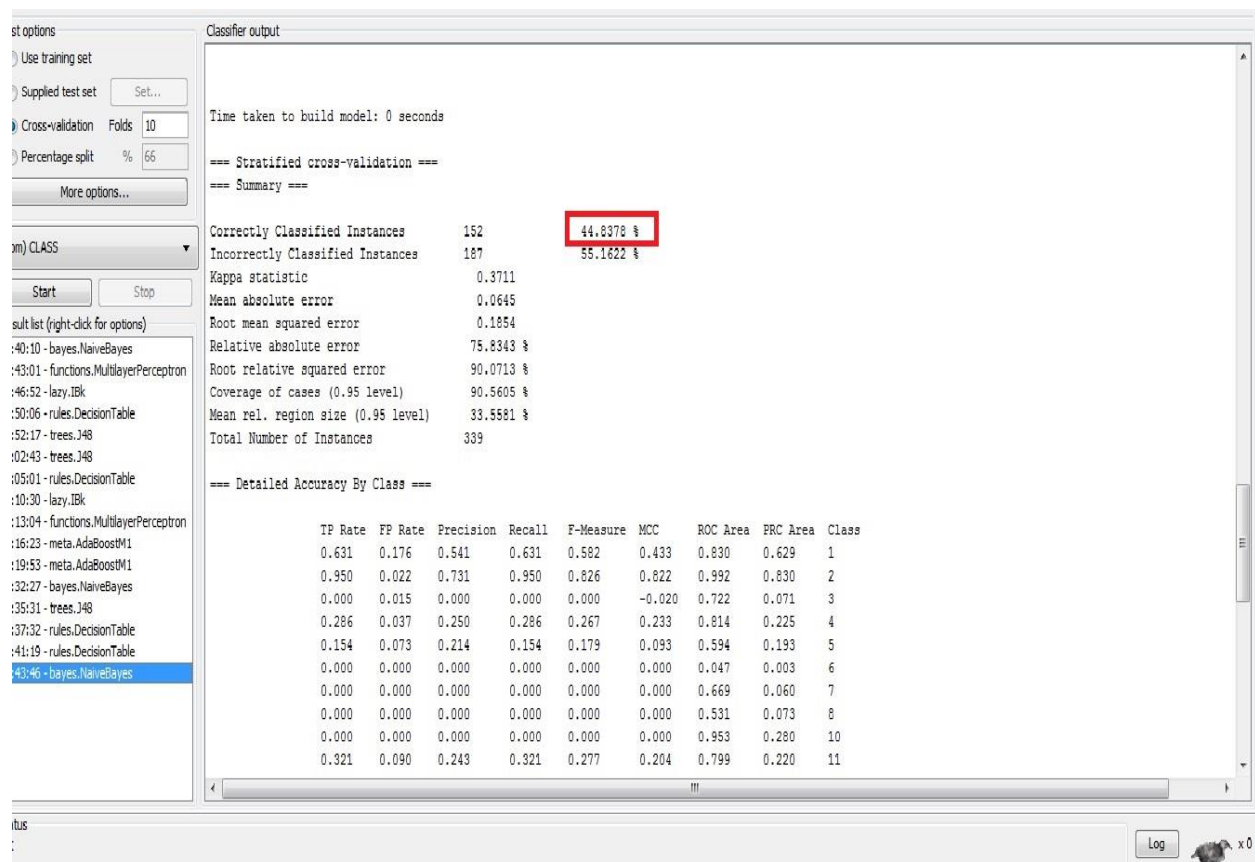 st options
Use training set
Supplied test set Set...
Cross-validation Folds 10
Percentage split % 66
More options...
om) CLASS
Start Stop
sult list (right-click for options)
:40:10 - bayes.NaiveBayes
:43:01 - functions.MultilayerPerceptron
:46:52 - lazy.IBk
:50:06 - rules.DecisionTable
:52:17 - trees.J48
:02:43 - trees.J48
:05:01 - rules.DecisionTable
:10:30 - lazy.IBk
:13:04 - functions.MultilayerPerceptron
:16:23 - meta.AdaBoostM1
:19:53 - meta.AdaBoostM1
:32:27 - bayes.NaiveBayes
:35:31 - trees.J48
:37:32 - rules.DecisionTable
:41:19 - rules.DecisionTable
:43:46 - bayes.NaiveBayes
Classifier output
Time taken to build model: 0 seconds
=== Stratified cross-validation ===
=== Summary ===
Correctly Classified Instances 152 44.8378 %
Incorrectly Classified Instances 187 55.1622 %
Kappa statistic 0.3711
Mean absolute error 0.0645
Root mean squared error 0.1854
Relative absolute error 75.8343 %
Root relative squared error 90.0713 %
Coverage of cases (0.95 level) 90.5605 %
Mean rel. region size (0.95 level) 33.5581 %
Total Number of Instances 339
=== Detailed Accuracy By Class ===
TP Rate FP Rate Precision Recall F-Measure MCC ROC Area PRC Area Class
0.631 0.176 0.541 0.631 0.582 0.433 0.830 0.629 1
0.950 0.022 0.731 0.950 0.826 0.822 0.992 0.830 2
0.000 0.015 0.000 0.000 0.000 -0.020 0.722 0.071 3
0.286 0.037 0.250 0.286 0.267 0.233 0.814 0.225 4
0.154 0.073 0.214 0.154 0.179 0.093 0.594 0.193 5
0.000 0.000 0.000 0.000 0.000 0.000 0.047 0.003 6
0.000 0.000 0.000 0.000 0.000 0.000 0.669 0.060 7
0.000 0.000 0.000 0.000 0.000 0.000 0.531 0.073 8
0.000 0.000 0.000 0.000 0.000 0.000 0.953 0.280 10
0.321 0.090 0.243 0.321 0.277 0.204 0.799 0.220 11
atus
Log x 0